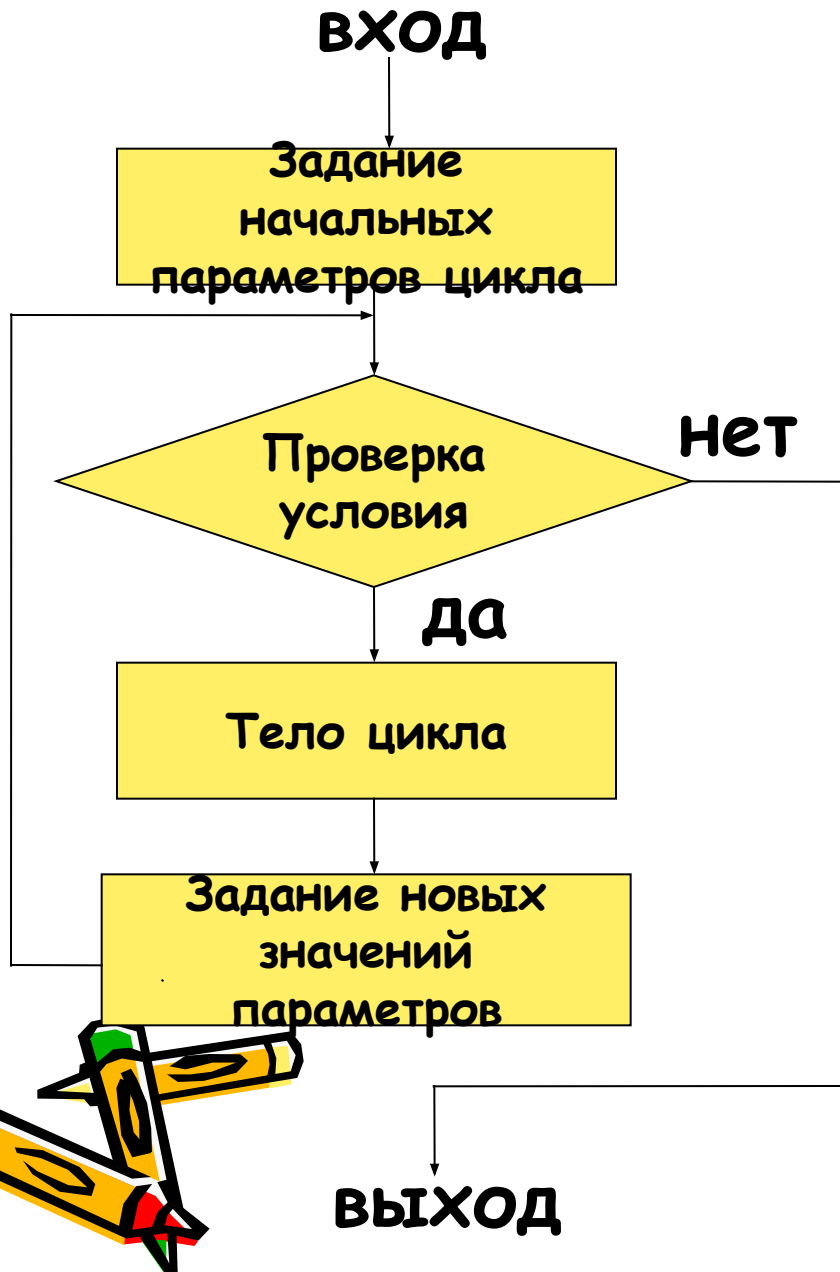 вход
Задание
начальных
параметров цикла
нет
Проверка
условия
да
Тело цикла
Задание новых
значений
параметров
выход